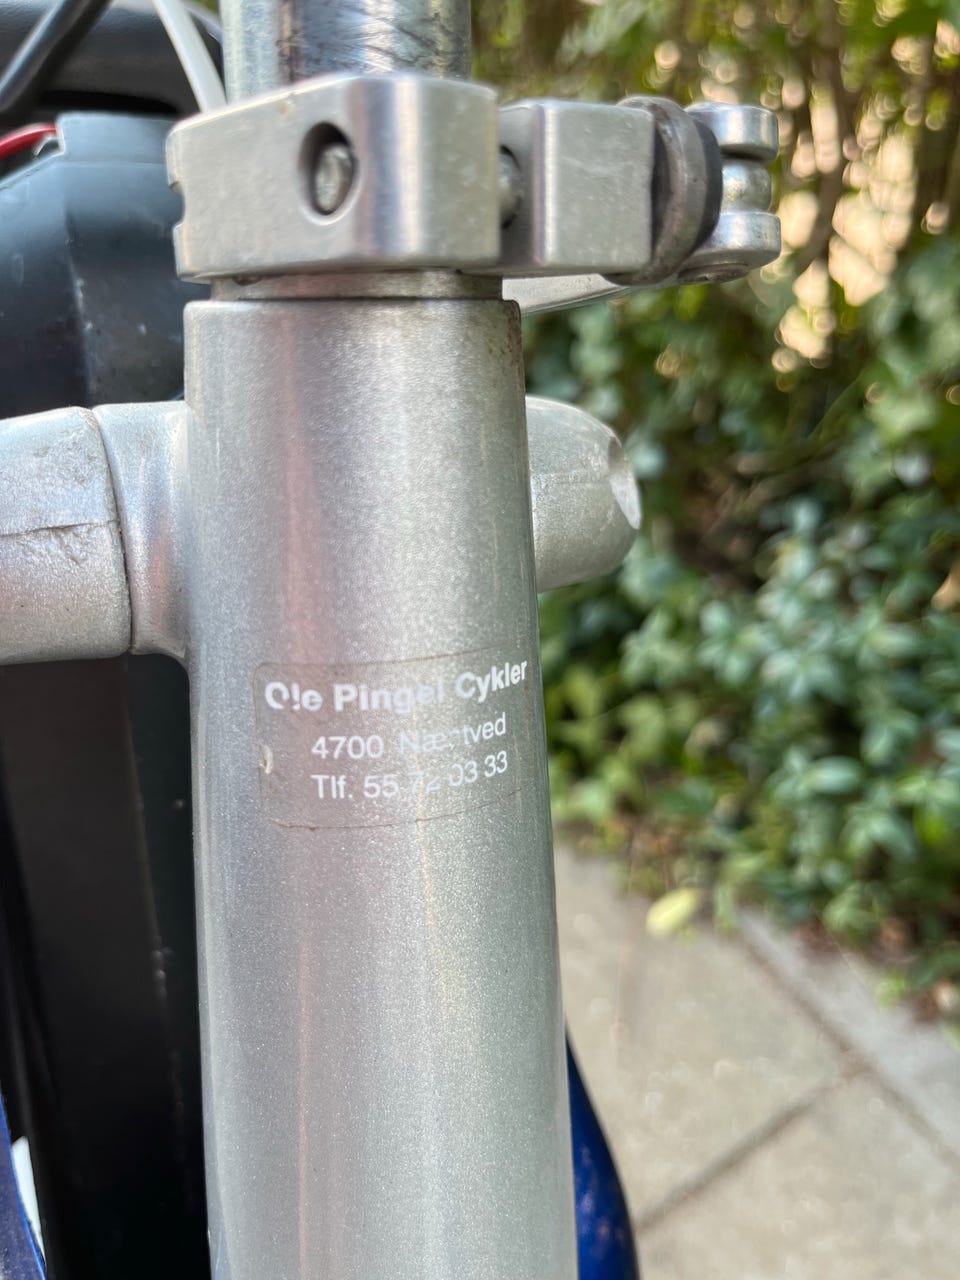 Ole Pingel Cykler
4700 Næstved
Tlf. 55 72 03 33